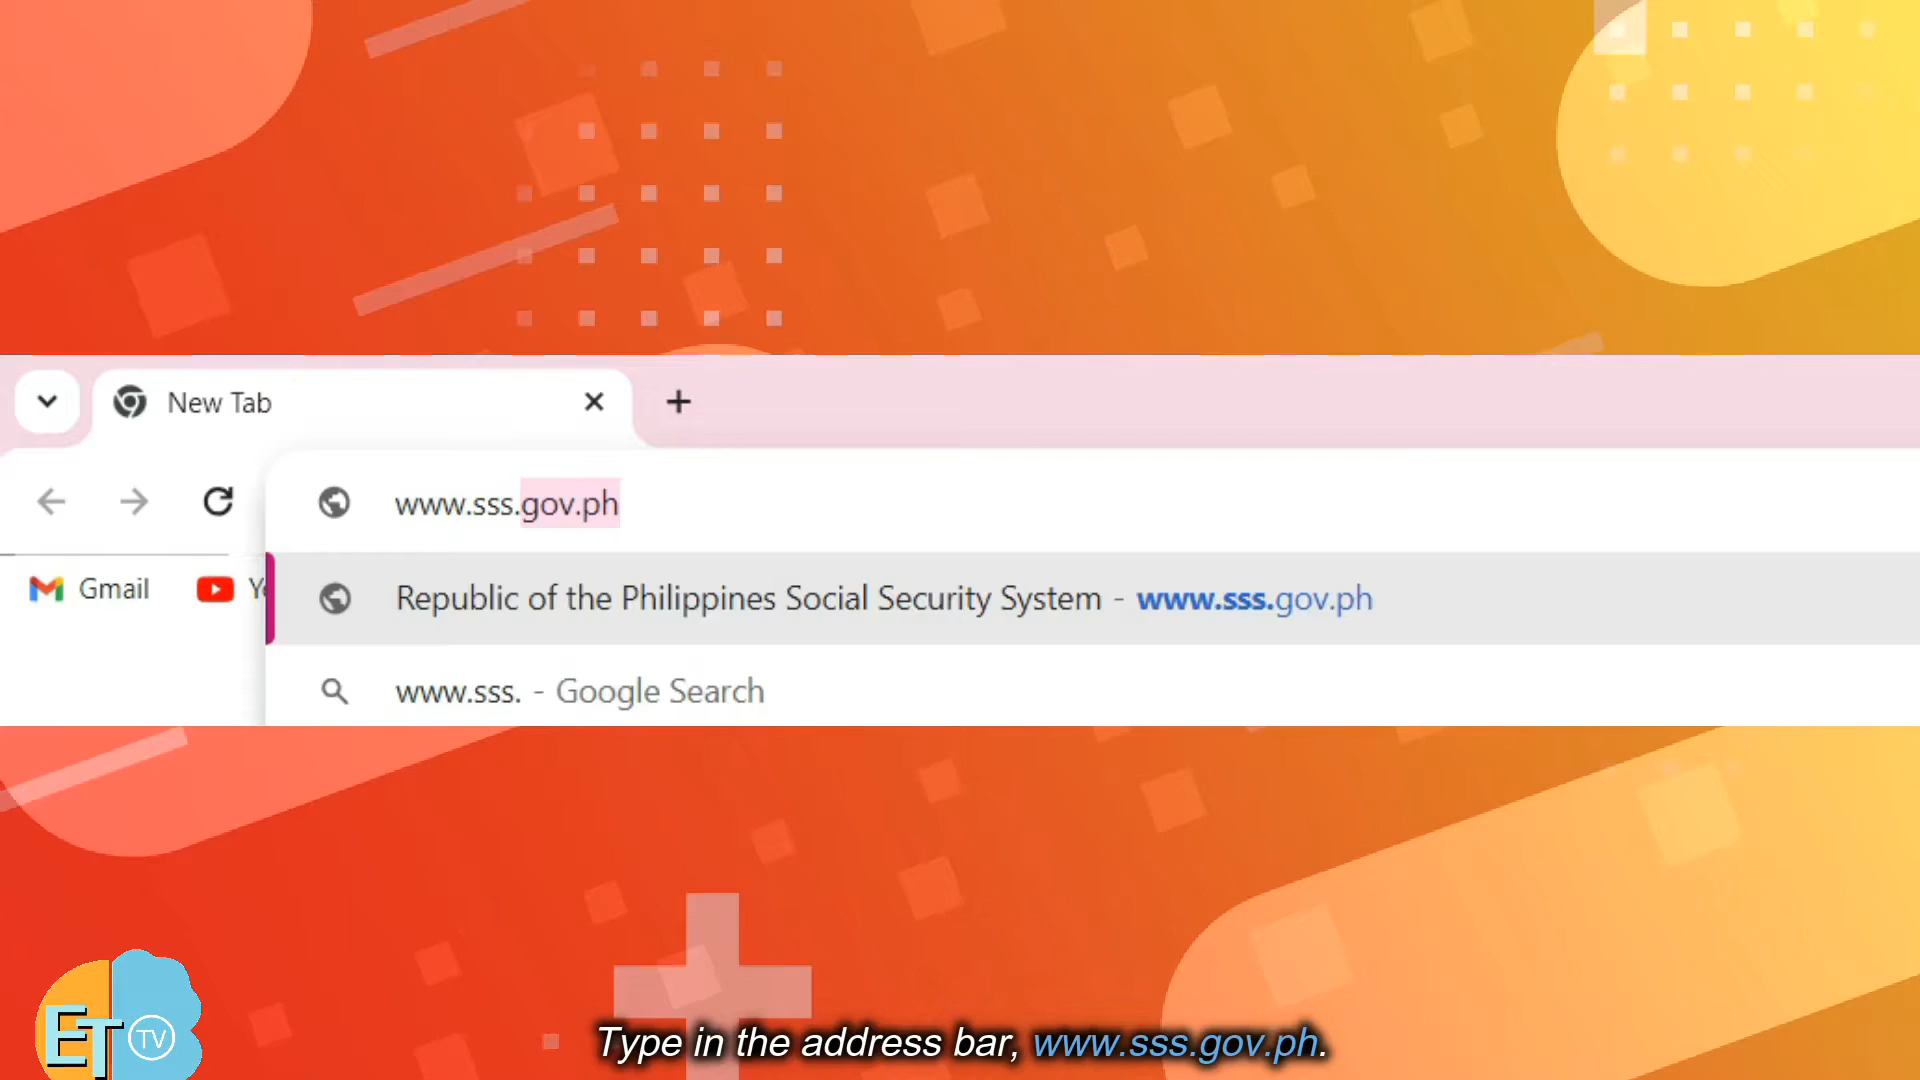 New Tab
www.sss.gov.ph
Gmail
Republic of the Philippines Social Security System - www.sss.gov.ph
www.sss. - Google Search
ET TV
Type in the address bar, www.sss.gov.ph.